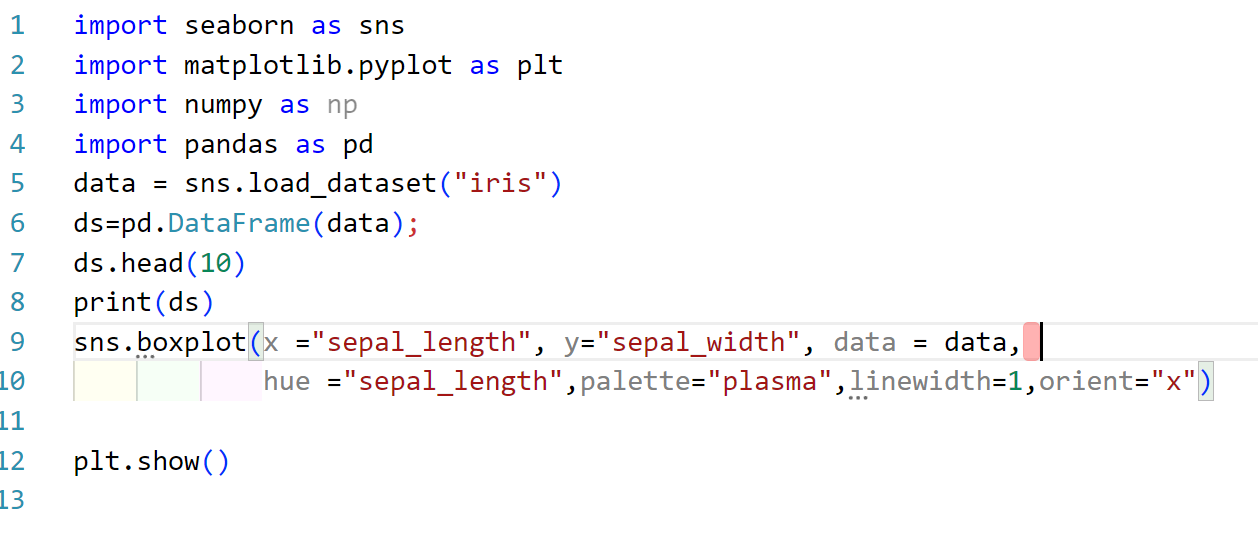 1 import seaborn as sns
2 import matplotlib.pyplot as plt
3 import numpy as np
4 import pandas as pd
5 data = sns.load_dataset("iris")
6 ds=pd.DataFrame(data);
7 ds.head(10)
8 print(ds)
9 sns.boxplot(x ="sepal_length", y="sepal_width", data = data,
10             hue ="sepal_length",palette="plasma",linewidth=1,orient="x")
11
12 plt.show()
13